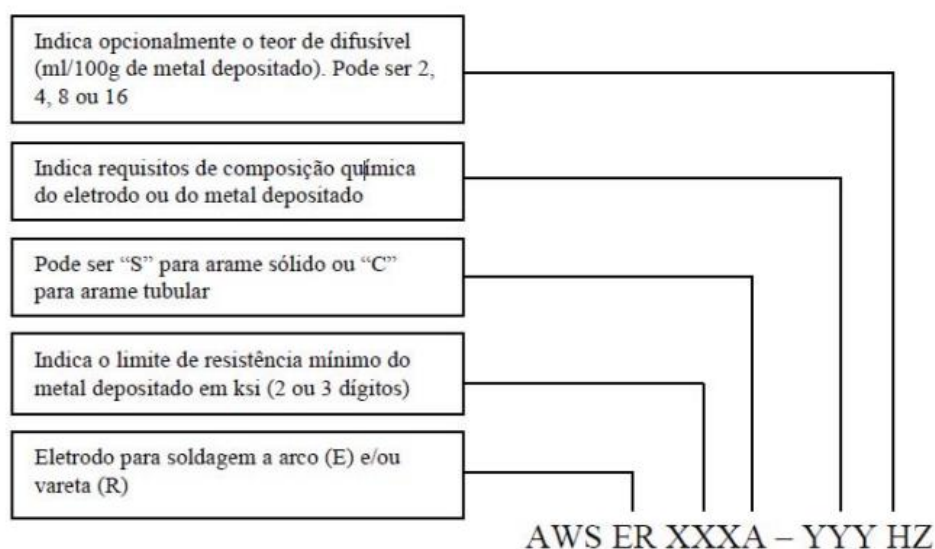 Indica opcionalmente o teor de difusível
(ml/100g de metal depositado). Pode ser 2,
4, 8 ou 16
Indica requisitos de composição química
do eletrodo ou do metal depositado
Pode ser “S” para arame sólido ou “C”
para arame tubular
Indica o limite de resistência mínimo do
metal depositado em ksi (2 ou 3 dígitos)
Eletrodo para soldagem a arco (E) e/ou
vareta (R)
AWS ER XXXA – YYY HZ